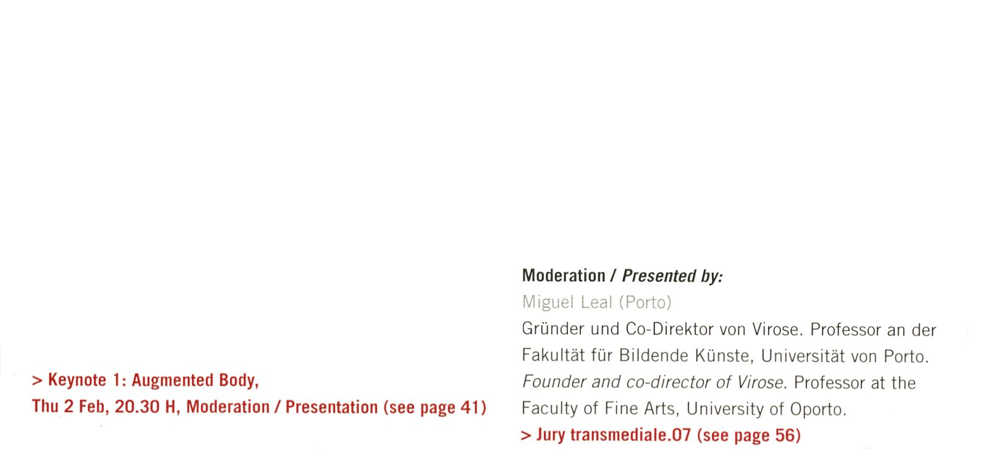 > Keynote 1: Augmented Body,
Thu 2 Feb, 20.30 H, Moderation / Presentation (see page 41)
Moderation / Presented by:
Miguel Leal (Porto)
Gründer und Co-Direktor von Virose. Professor an der
Fakultät für Bildende Künste, Universität von Porto.
Founder and co-director of Virose. Professor at the
Faculty of Fine Arts, University of Oporto.
> Jury transmediale.07 (see page 56)